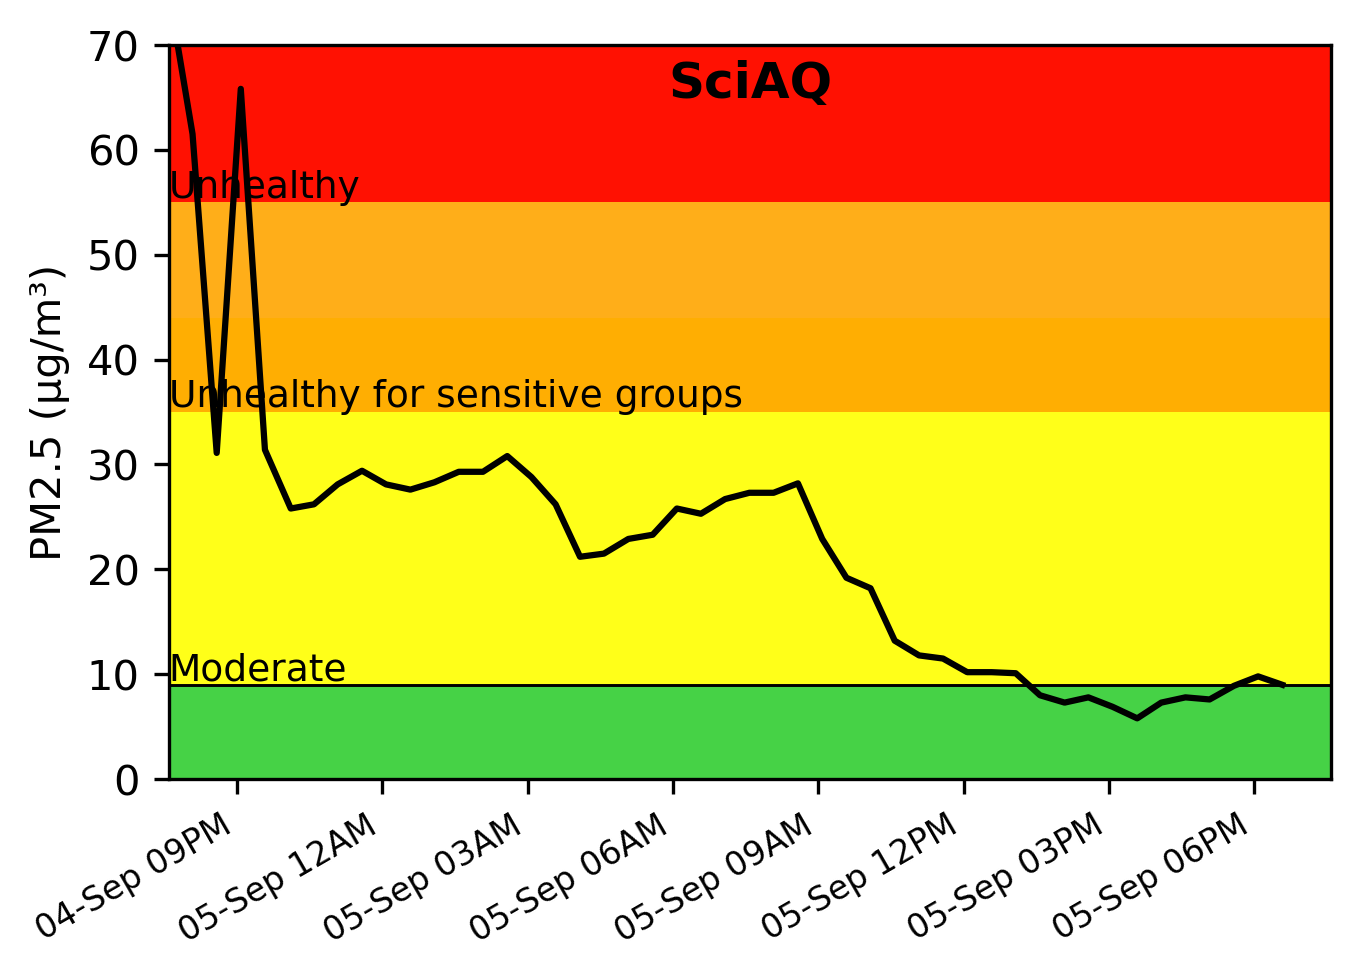 SciAQ
70
60
50
40
30
20
10
0
PM2.5 (µg/m³)
Unhealthy
Unhealthy for sensitive groups
Moderate
04-Sep 09PM
05-Sep 12AM
05-Sep 03AM
05-Sep 06AM
05-Sep 09AM
05-Sep 12PM
05-Sep 03PM
05-Sep 06PM